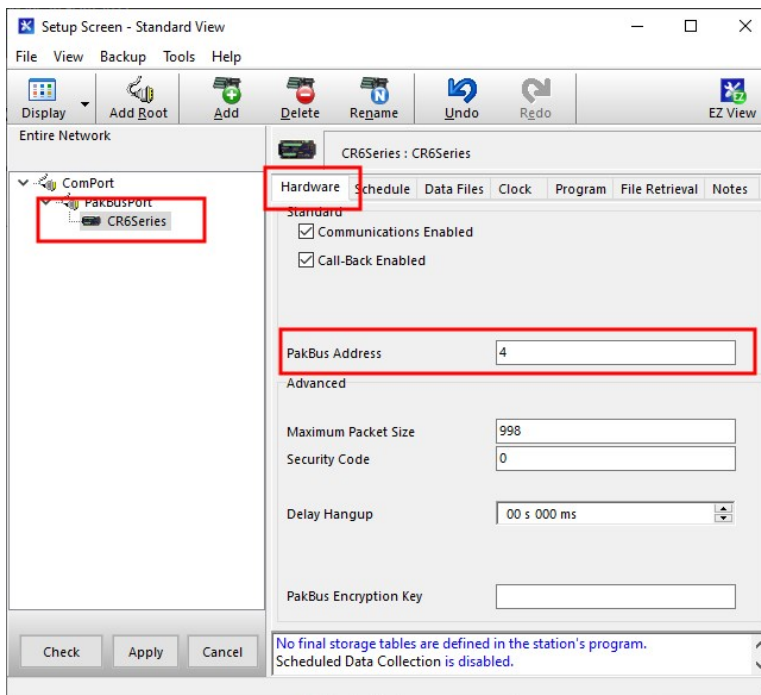 Setup Screen - Standard View
File View Backup Tools Help
Display Add Root Add Delete Rename Undo Redo EZ View
Entire Network
ComPort
PakBusPort
CR6Series
CR6Series : CR6Series
Hardware Schedule Data Files Clock Program File Retrieval Notes
Standard
Communications Enabled
Call-Back Enabled
PakBus Address 4
Advanced
Maximum Packet Size 998
Security Code 0
Delay Hangup 00 s 000 ms
PakBus Encryption Key
Check Apply Cancel
No final storage tables are defined in the station's program.
Scheduled Data Collection is disabled.